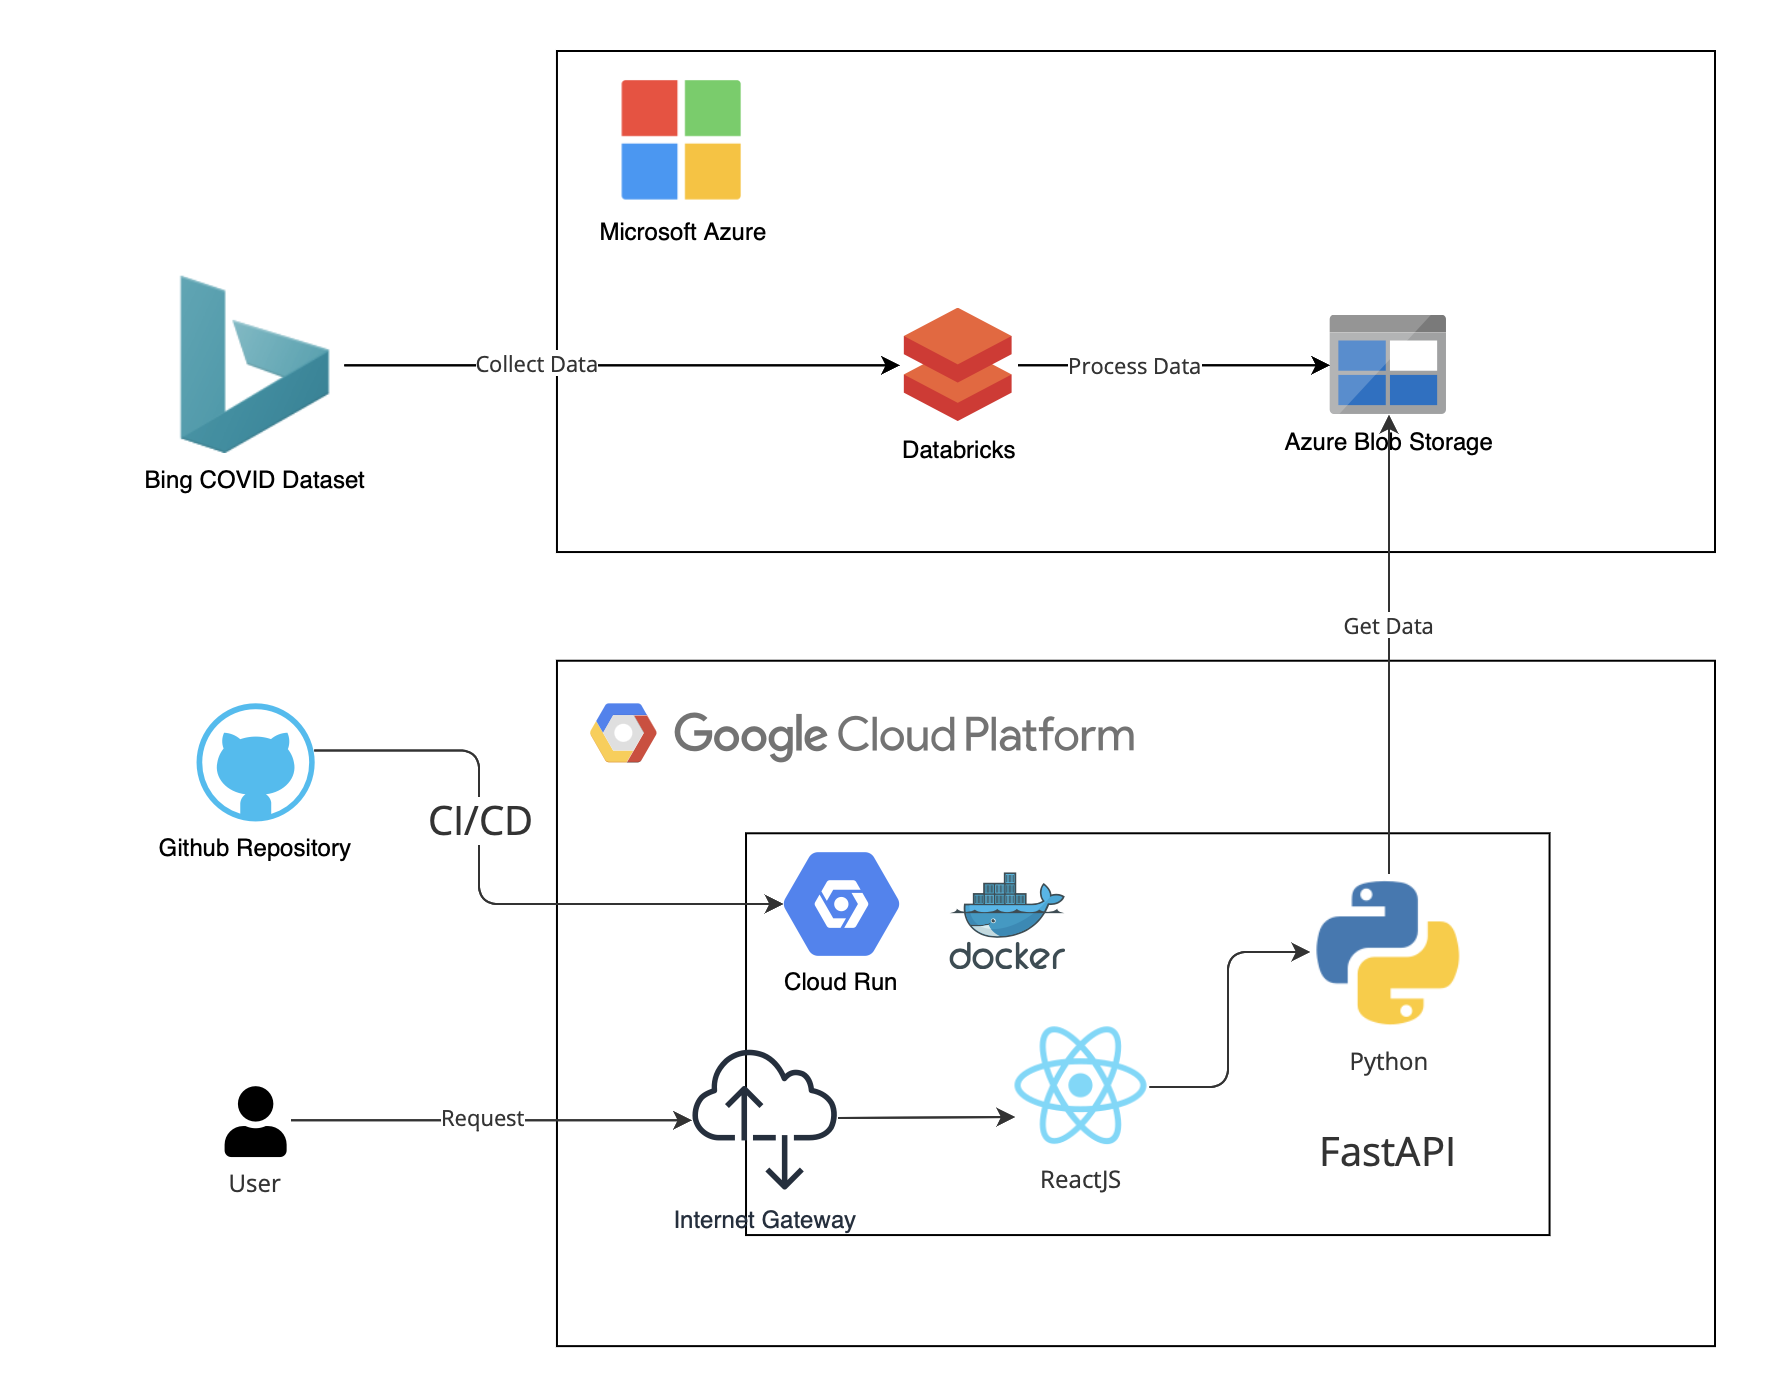 Microsoft Azure
Collect Data
Process Data
Databricks
Azure Blob Storage
Bing COVID Dataset
Get Data
Google Cloud Platform
CI/CD
Github Repository
docker
Cloud Run
Python
Request
FastAPI
User
ReactJS
Internet Gateway